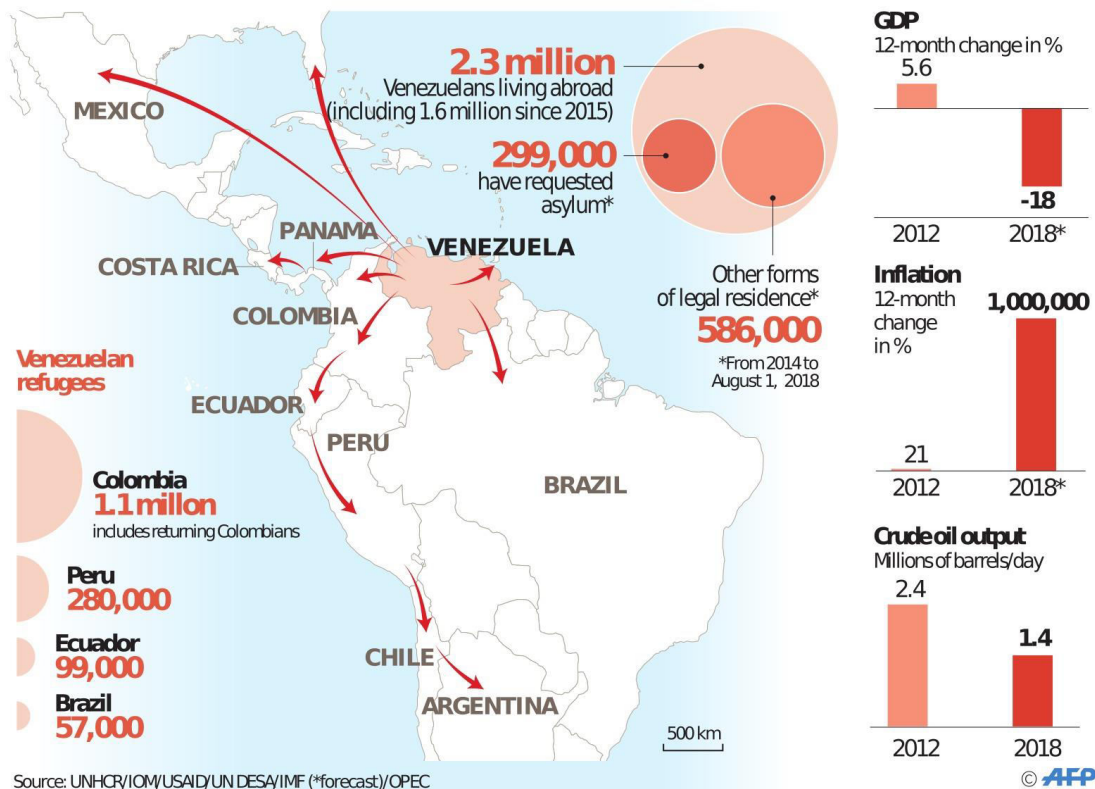 2.3 million
Venezuelans living abroad
(including 1.6 million since 2015)
299,000
have requested
asylum*
Other forms
of legal residence*
586,000
*From 2014 to
August 1, 2018
MEXICO
PANAMA
VENEZUELA
COSTA RICA
COLOMBIA
ECUADOR
PERU
BRAZIL
CHILE
ARGENTINA
500 km
Venezuelan
refugees
Colombia
1.1 millon
includes returning Colombians
Peru
280,000
Ecuador
99,000
Brazil
57,000
GDP
12-month change in %
5.6
-18
2012 2018*
Inflation
12-month
change
in %
1,000,000
21
2012 2018*
Crude oil output
Millions of barrels/day
2.4
1.4
2012 2018
Source: UNHCR/IOM/USAID/UN DESA/IMF (*forecast)/OPEC
© AFP